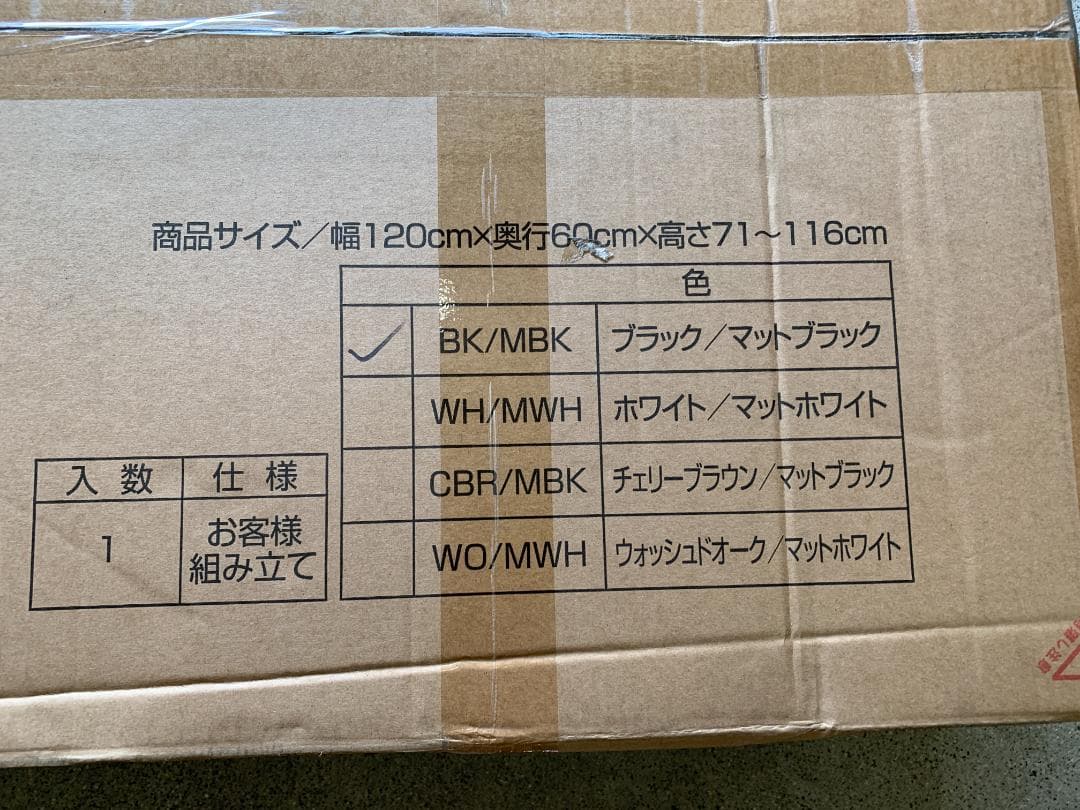 商品サイズ／幅120cm×奥行60cm×高さ71～116cm
色
BK/MBK ブラック／マットブラック
WH/MWH ホワイト／マットホワイト
CBR/MBK チェリーブラウン／マットブラック
WO/MWH ウォッシュドオーク／マットホワイト
入数 仕様
1 お客様
組み立て